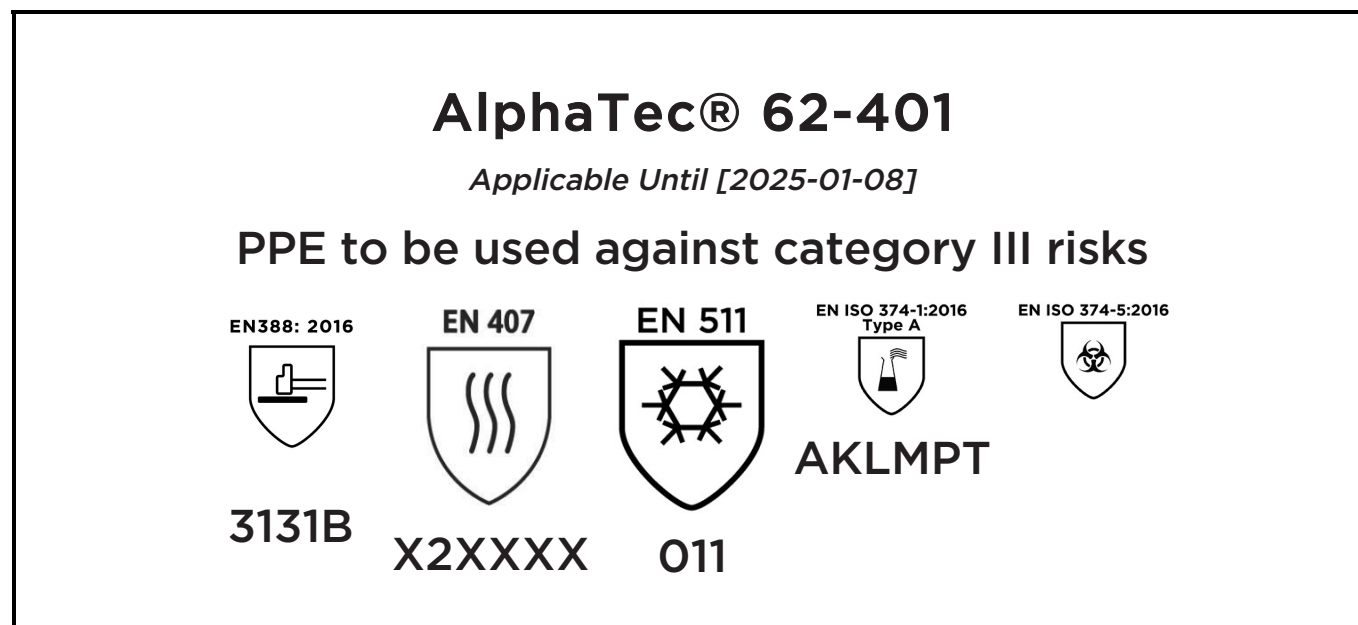 AlphaTec® 62-401
Applicable Until [2025-01-08]
PPE to be used against category III risks
EN388: 2016
EN 407
EN 511
EN ISO 374-1:2016
Type A
EN ISO 374-5:2016
3131B
X2XXXX
011
AKLMPT